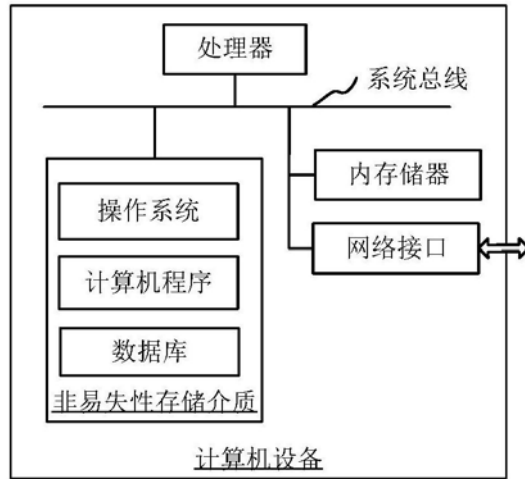 处理器
系统总线
内存储器
操作系统
网络接口
计算机程序
数据库
非易失性存储介质
计算机设备